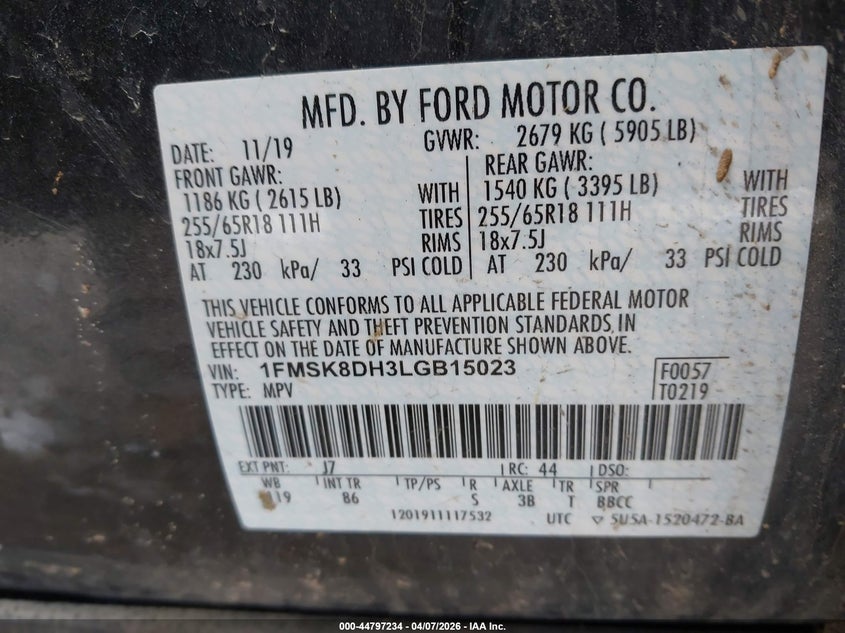 MFD. BY FORD MOTOR CO.
DATE: 11/19 GVWR: 2679 KG ( 5905 LB)
FRONT GAWR: REAR GAWR:
1186 KG ( 2615 LB) WITH 1540 KG ( 3395 LB) WITH
255/65R18 111H TIRES 255/65R18 111H TIRES
18x7.5J RIMS 18x7.5J RIMS
AT 230 kPa/ 33 PSI COLD AT 230 kPa/ 33 PSI COLD
THIS VEHICLE CONFORMS TO ALL APPLICABLE FEDERAL MOTOR
VEHICLE SAFETY AND THEFT PREVENTION STANDARDS IN
EFFECT ON THE DATE OF MANUFACTURE SHOWN ABOVE.
VIN: 1FMSK8DH3LGB15023 F0057
TYPE: MPV T0219
EXT PNT: J7 RC: 44 DSO:
WB INT TR TP/PS R AXLE TR SPR
19 86 S 3B T BBCC
1201911117532 UTC ▽ 5U5A-1520472-BA
000-44797234 - 04/07/2026 - IAA Inc.